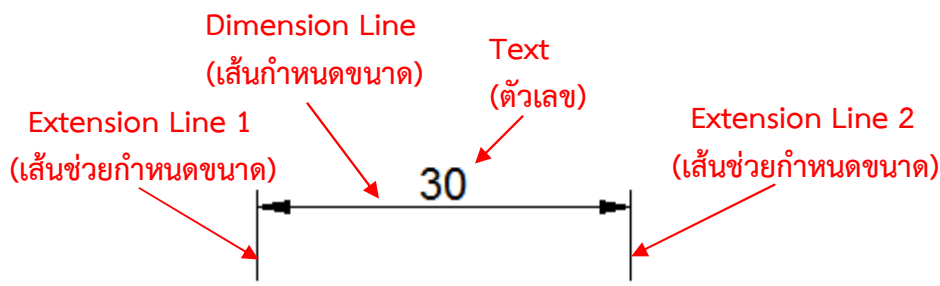 Dimension Line
(เส้นกำหนดขนาด)
Text
(ตัวเลข)
Extension Line 1
(เส้นช่วยกำหนดขนาด)
Extension Line 2
(เส้นช่วยกำหนดขนาด)
30